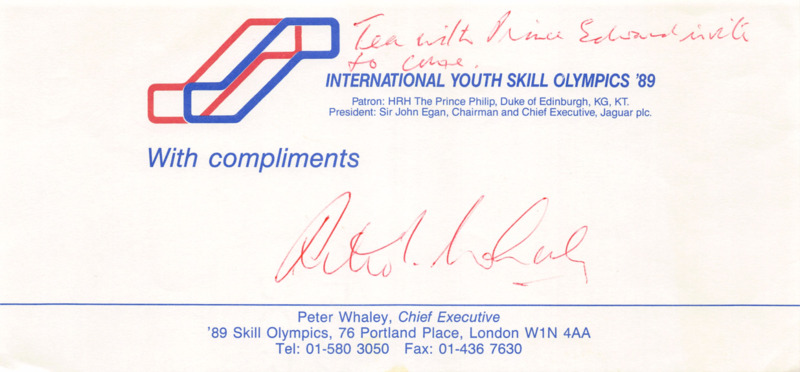 Tea with Prince Edward invite
to come.
INTERNATIONAL YOUTH SKILL OLYMPICS '89
Patron: HRH The Prince Philip, Duke of Edinburgh, KG, KT.
President: Sir John Egan, Chairman and Chief Executive, Jaguar plc.
With compliments
Peter Whaley, Chief Executive
'89 Skill Olympics, 76 Portland Place, London W1N 4AA
Tel: 01-580 3050 Fax: 01-436 7630